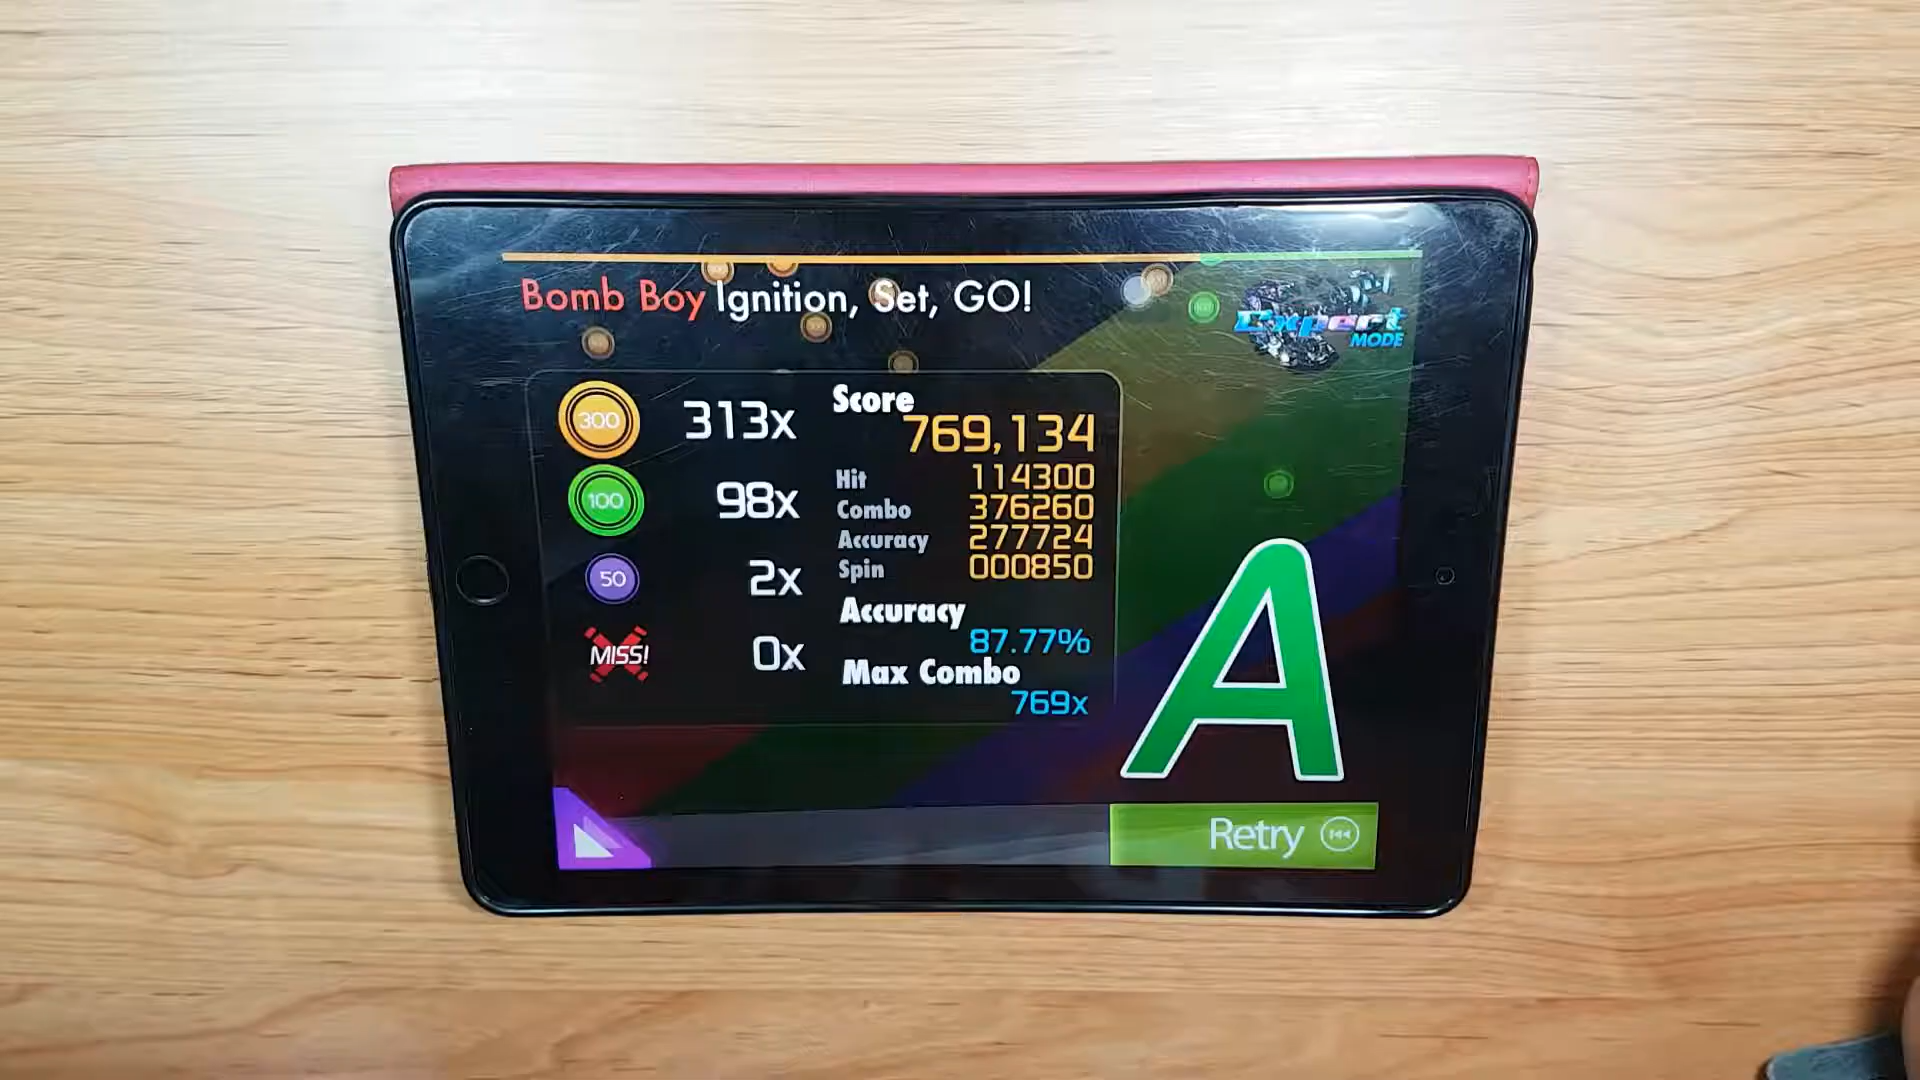 Bomb Boy Ignition, Set, GO!
Expert
MODE
300 313x
100 98x
50 2x
MISS! 0x
Score
769,134
Hit 114300
Combo 376260
Accuracy 277724
Spin 000850
Accuracy
87.77%
Max Combo
769x
A
Retry